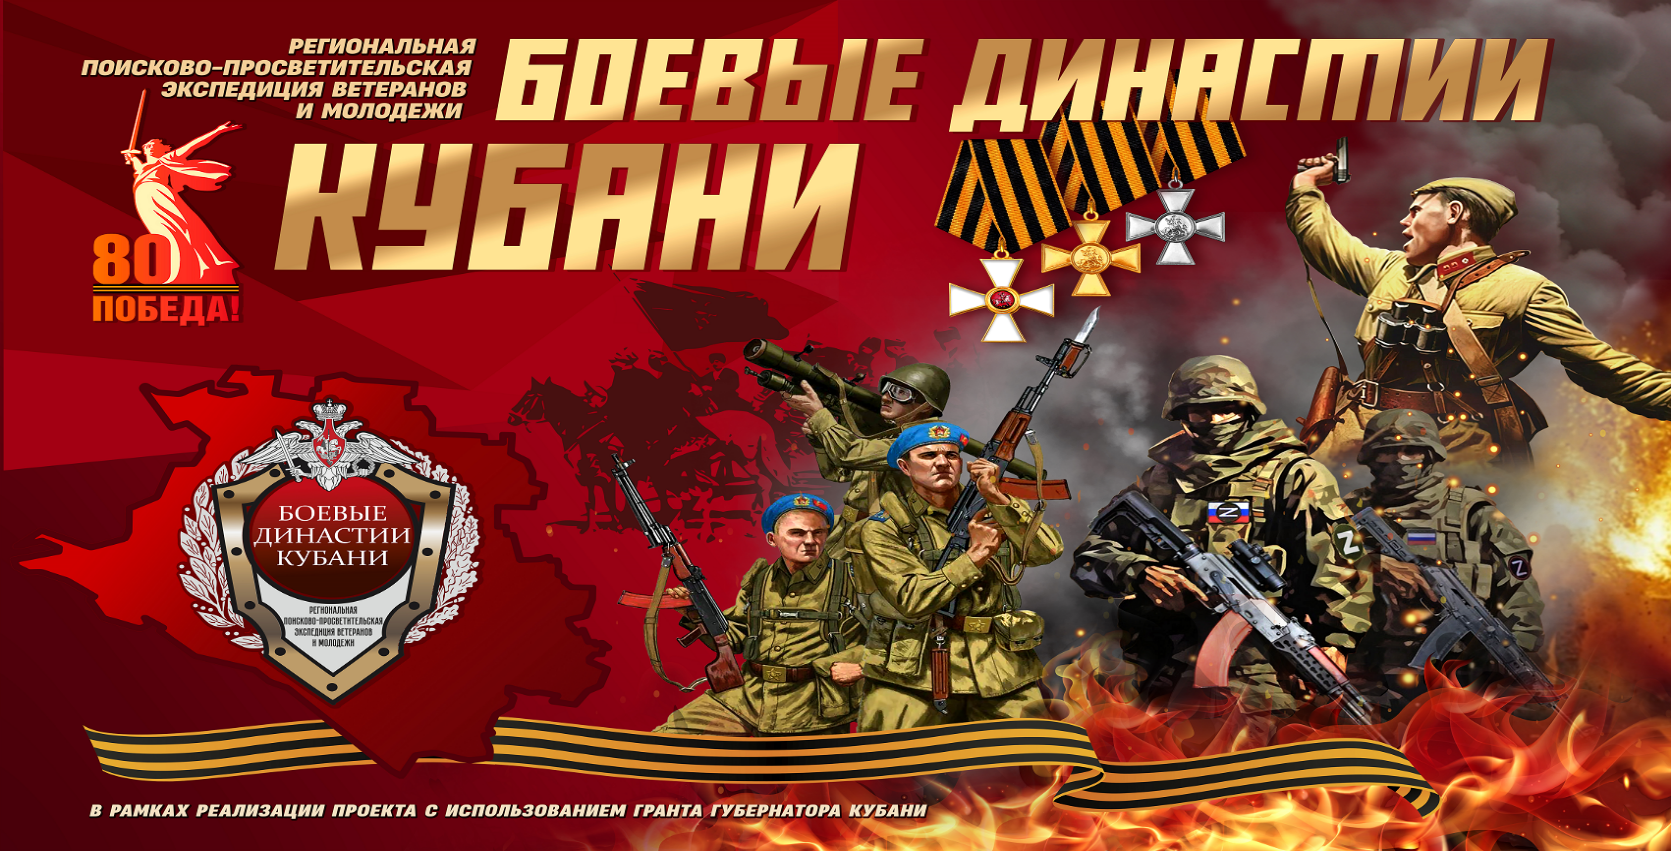 РЕГИОНАЛЬНАЯ
ПОИСКОВО-ПРОСВЕТИТЕЛЬСКАЯ
ЭКСПЕДИЦИЯ ВЕТЕРАНОВ
И МОЛОДЕЖИ
БОЕВЫЕ ДИНАСТИИ
КУБАНИ
80
ПОБЕДА!
БОЕВЫЕ
ДИНАСТИИ
КУБАНИ
РЕГИОНАЛЬНАЯ
ПОИСКОВО-ПРОСВЕТИТЕЛЬСКАЯ
ЭКСПЕДИЦИЯ ВЕТЕРАНОВ
И МОЛОДЕЖИ
Z
Z
Z
В РАМКАХ РЕАЛИЗАЦИИ ПРОЕКТА С ИСПОЛЬЗОВАНИЕМ ГРАНТА ГУБЕРНАТОРА КУБАНИ